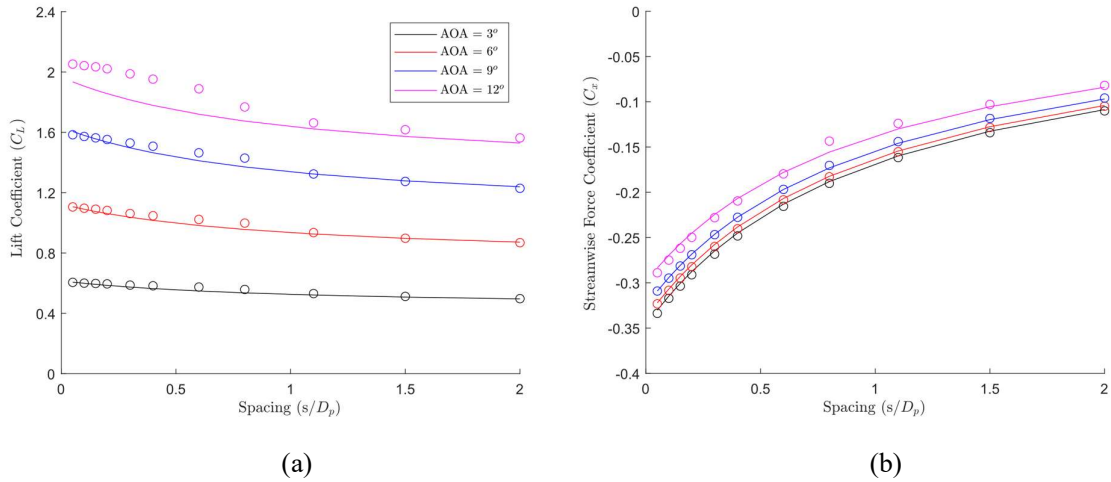 2.4
2
1.6
1.2
0.8
0.4
0
0 0.5 1 1.5 2
Lift Coefficient (C_L)
Spacing (s/D_p)
AOA = 3°
AOA = 6°
AOA = 9°
AOA = 12°
(a)
0
-0.05
-0.1
-0.15
-0.2
-0.25
-0.3
-0.35
-0.4
0 0.5 1 1.5 2
Streamwise Force Coefficient (C_x)
Spacing (s/D_p)
(b)